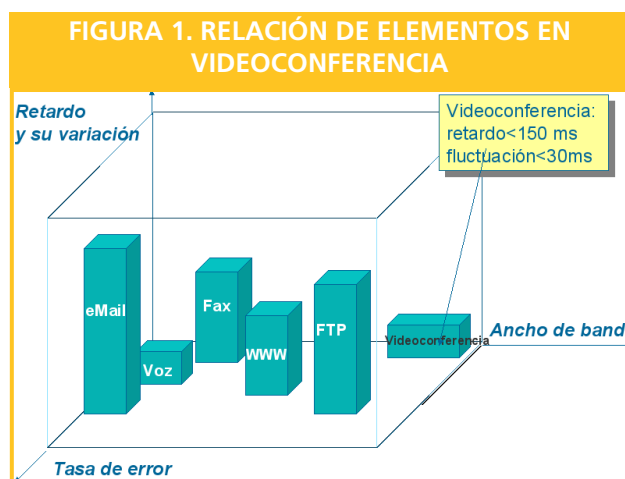 FIGURA 1. RELACIÓN DE ELEMENTOS EN
VIDEOCONFERENCIA
Retardo
y su variación
Videoconferencia:
retardo<150 ms
fluctuación<30ms
eMail
Voz
Fax
WWW
FTP
Videoconferencia
Ancho de band
Tasa de error